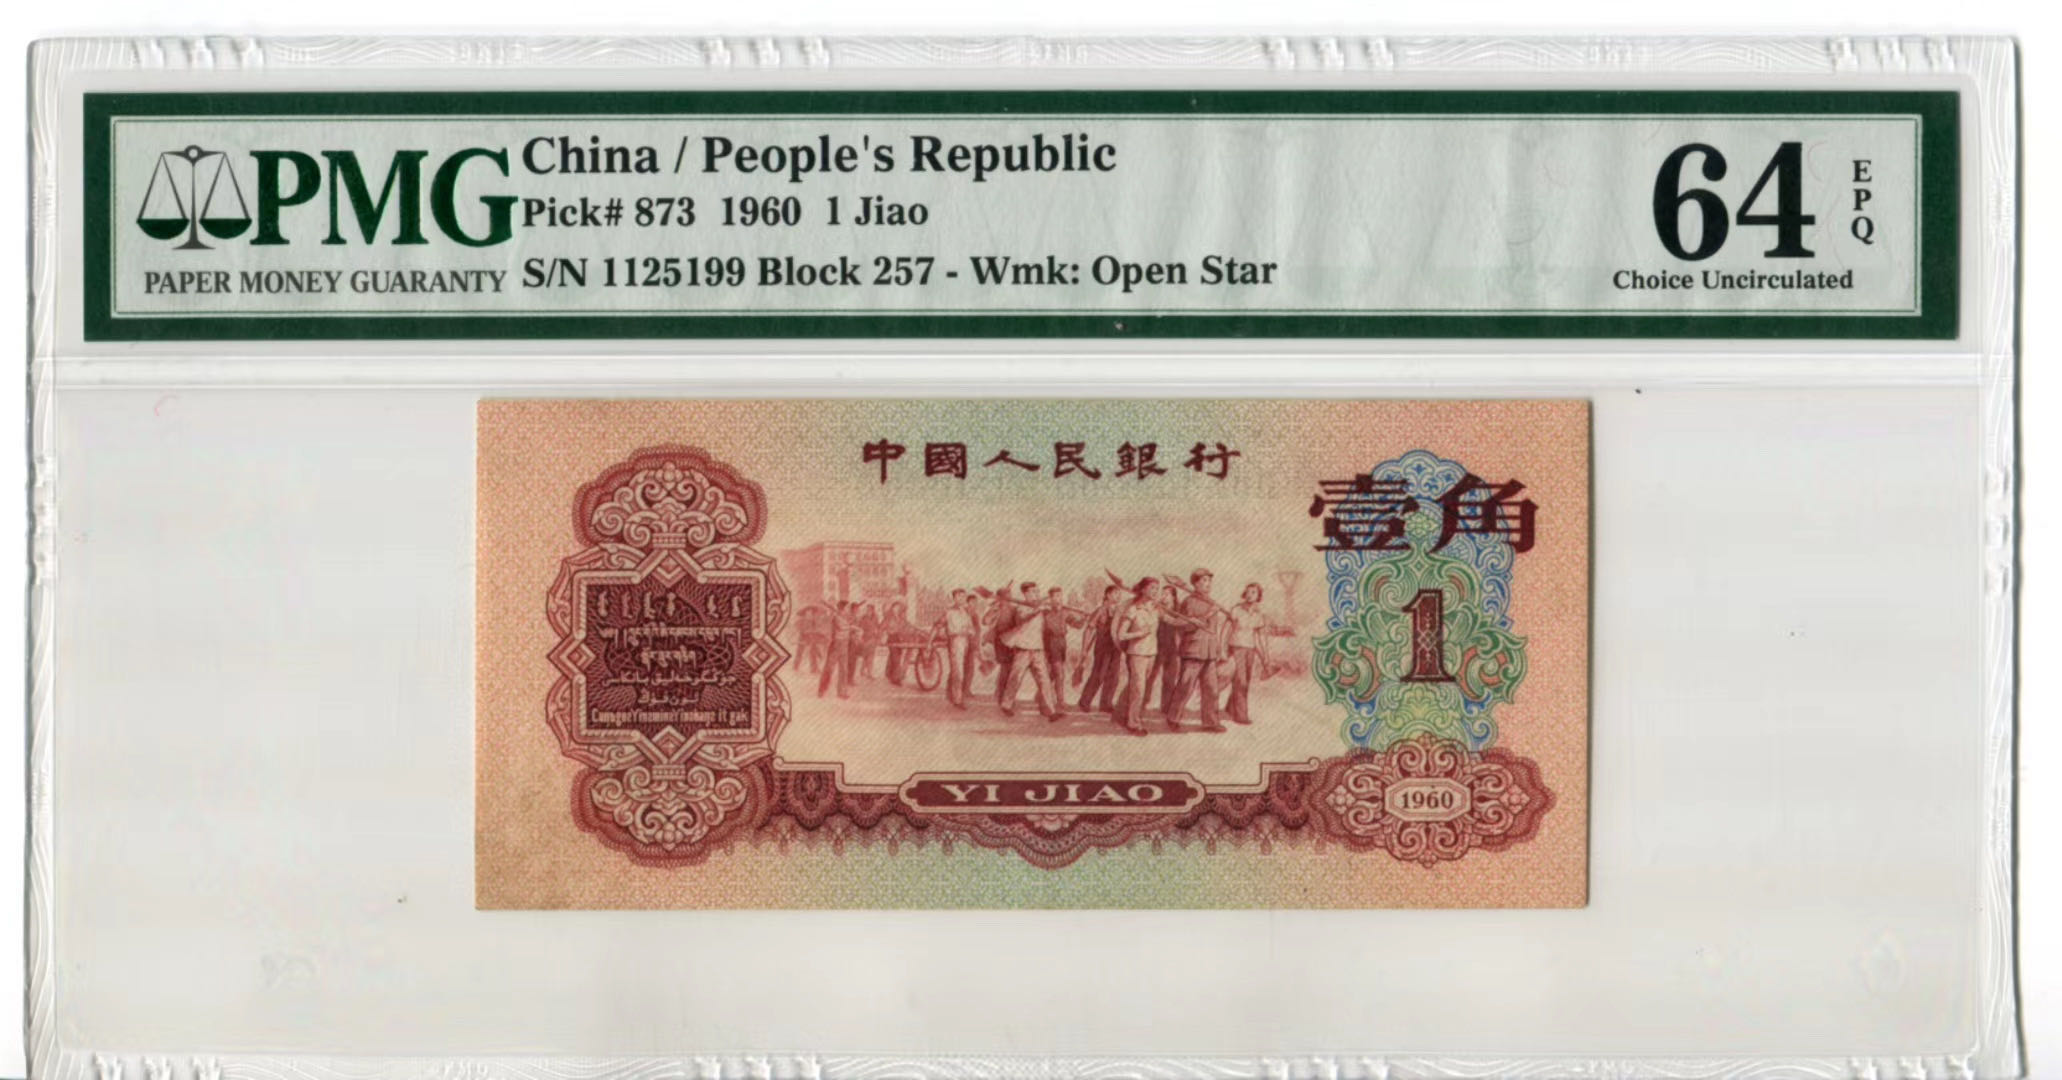 PMG
PAPER MONEY GUARANTY
China / People's Republic
Pick# 873 1960 1 Jiao
S/N 1125199 Block 257 - Wmk: Open Star
64
EPQ
Choice Uncirculated
中國人民銀行
壹角
1
YI JIAO
1960